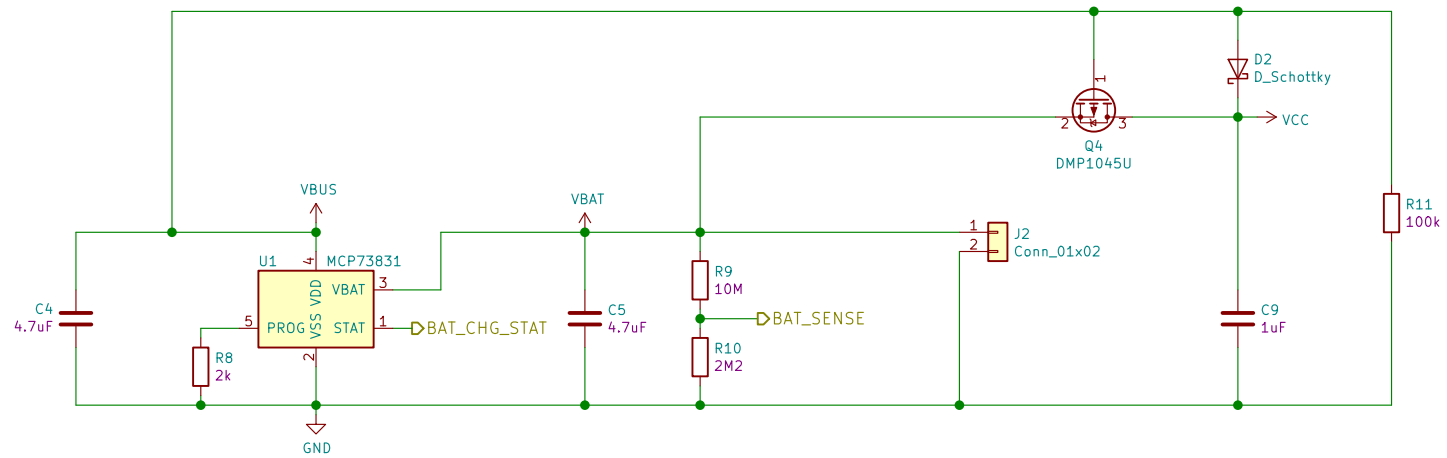 1
D2
D_Schottky
2
3
VCC
Q4
DMP1045U
VBUS
VBAT
R11
100k
1
2
J2
Conn_01x02
U1
4
MCP73831
VDD
VBAT
3
R9
10M
C4
4.7uF
5
PROG
VSS
STAT
1
BAT_CHG_STAT
C5
4.7uF
BAT_SENSE
C9
1uF
R8
2k
2
R10
2M2
GND